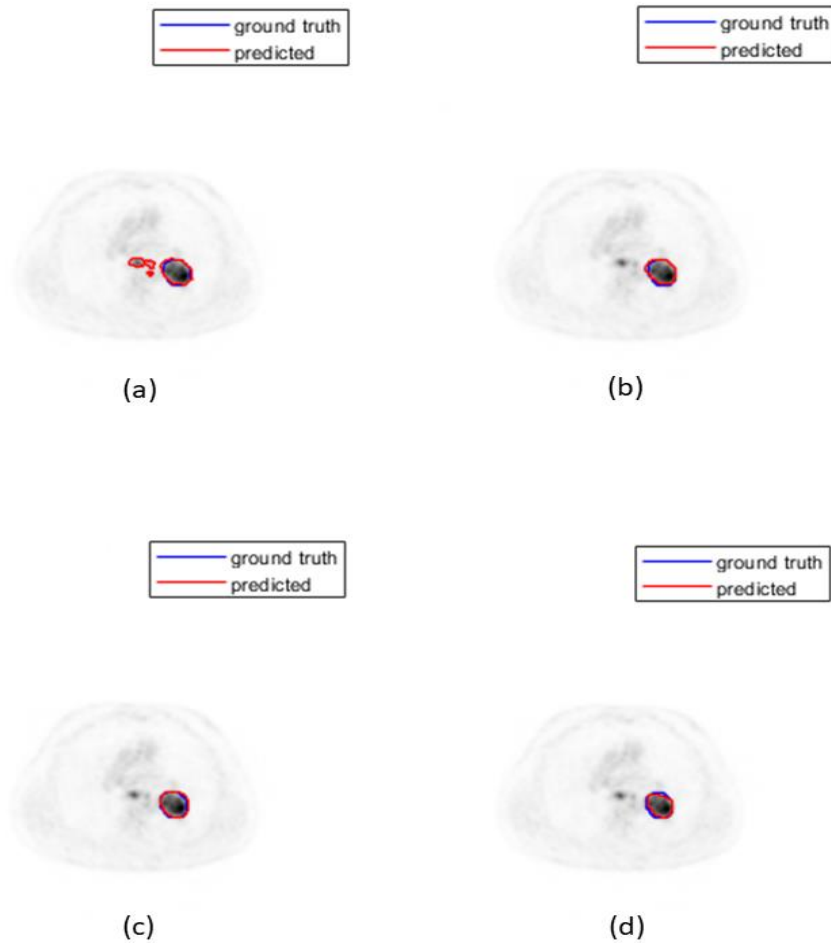 ground truth
predicted
ground truth
predicted
(a)
(b)
ground truth
predicted
ground truth
predicted
(c)
(d)